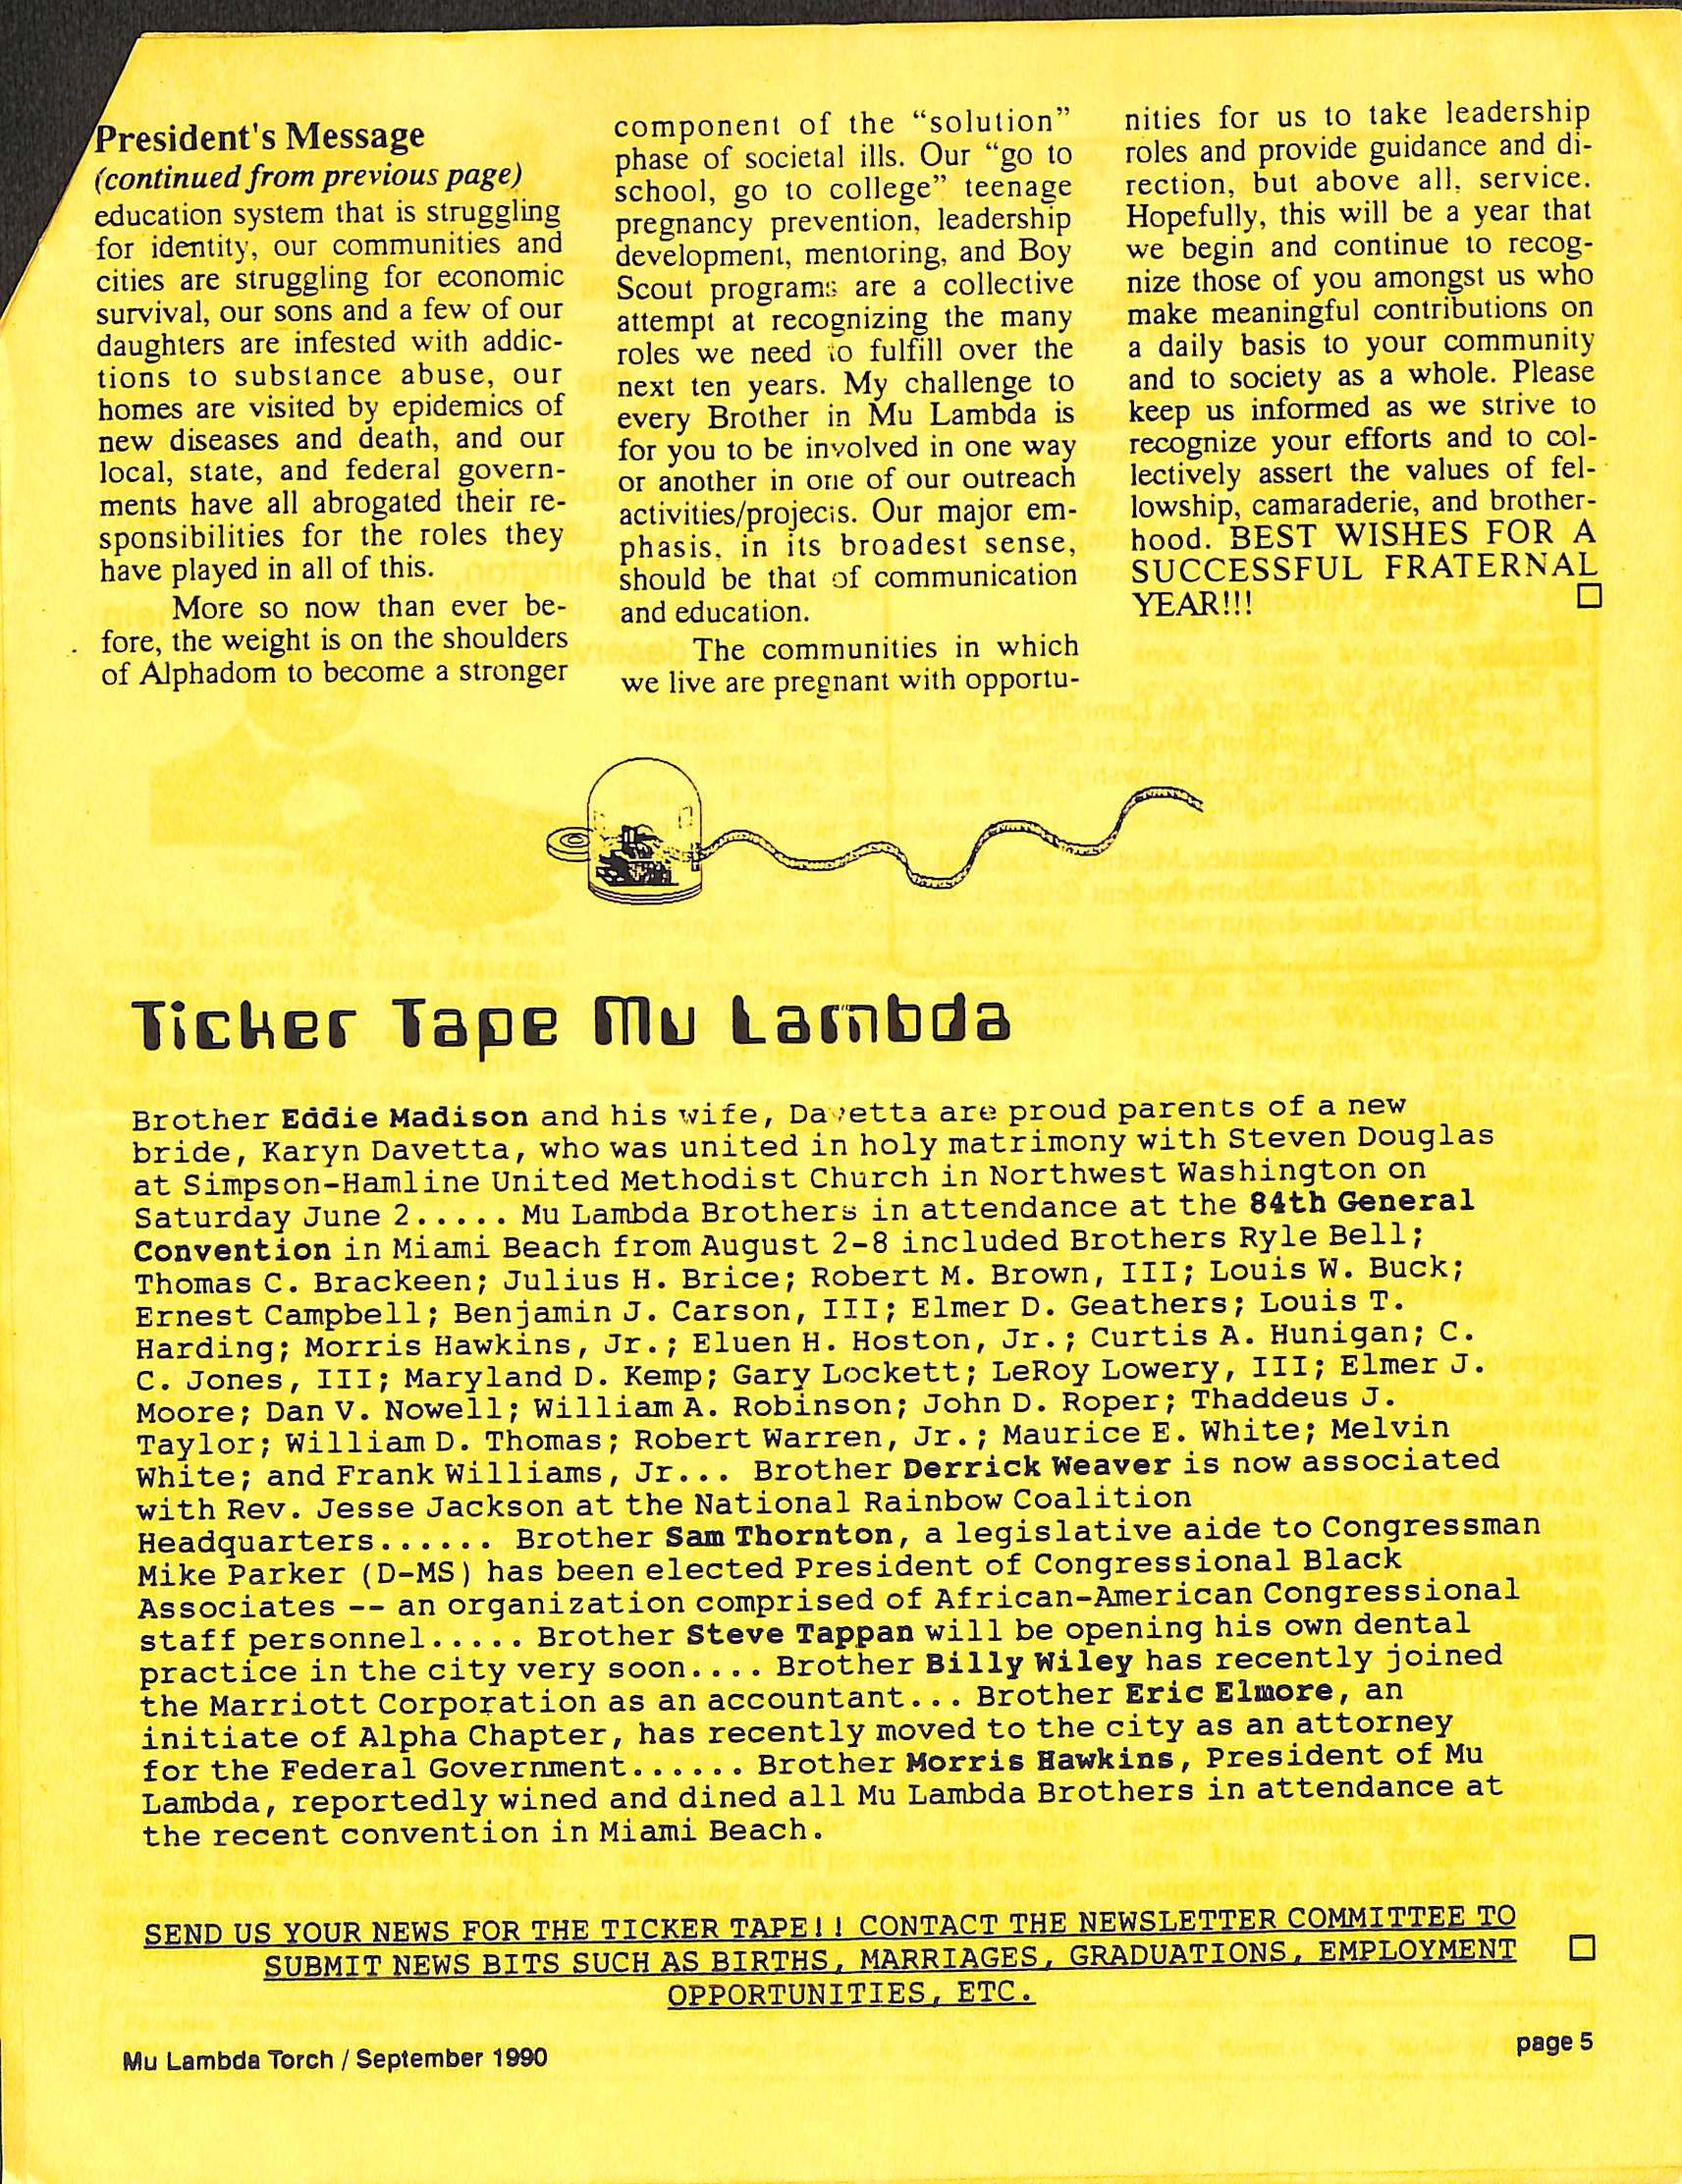 President's Message
(continued from previous page)
education system that is struggling
for identity, our communities and
cities are struggling for economic
survival, our sons and a few of our
daughters are infested with addic-
tions to substance abuse, our
homes are visited by epidemics of
new diseases and death, and our
local, state, and federal govern-
ments have all abrogated their re-
sponsibilities for the roles they
have played in all of this.
More so now than ever be-
fore, the weight is on the shoulders
of Alphadom to become a stronger
component of the “solution”
phase of societal ills. Our “go to
school, go to college” teenage
pregnancy prevention, leadership
development, mentoring, and Boy
Scout programs are a collective
attempt at recognizing the many
roles we need to fulfill over the
next ten years. My challenge to
every Brother in Mu Lambda is
for you to be involved in one way
or another in one of our outreach
activities/projects. Our major em-
phasis, in its broadest sense,
should be that of communication
and education.
The communities in which
we live are pregnant with opportu-
nities for us to take leadership
roles and provide guidance and di-
rection, but above all, service.
Hopefully, this will be a year that
we begin and continue to recog-
nize those of you amongst us who
make meaningful contributions on
a daily basis to your community
and to society as a whole. Please
keep us informed as we strive to
recognize your efforts and to col-
lectively assert the values of fel-
lowship, camaraderie, and brother-
hood. BEST WISHES FOR A
SUCCESSFUL FRATERNAL
YEAR!!!
Ticker Tape Mu Lambda
Brother Eddie Madison and his wife, Davetta are proud parents of a new
bride, Karyn Davetta, who was united in holy matrimony with Steven Douglas
at Simpson-Hamline United Methodist Church in Northwest Washington on
Saturday June 2..... Mu Lambda Brothers in attendance at the 84th General
Convention in Miami Beach from August 2-8 included Brothers Ryle Bell;
Thomas C. Brackeen; Julius H. Brice; Robert M. Brown, III; Louis W. Buck;
Ernest Campbell; Benjamin J. Carson, III; Elmer D. Geathers; Louis T.
Harding; Morris Hawkins, Jr.; Eluen H. Hoston, Jr.; Curtis A. Hunigan; C.
C. Jones, III; Maryland D. Kemp; Gary Lockett; LeRoy Lowery, III; Elmer J.
Moore; Dan V. Nowell; William A. Robinson; John D. Roper; Thaddeus J.
Taylor; William D. Thomas; Robert Warren, Jr.; Maurice E. White; Melvin
White; and Frank Williams, Jr... Brother Derrick Weaver is now associated
with Rev. Jesse Jackson at the National Rainbow Coalition
Headquarters...... Brother Sam Thornton, a legislative aide to Congressman
Mike Parker (D-MS) has been elected President of Congressional Black
Associates -- an organization comprised of African-American Congressional
staff personnel..... Brother Steve Tappan will be opening his own dental
practice in the city very soon.... Brother Billy Wiley has recently joined
the Marriott Corporation as an accountant... Brother Eric Elmore, an
initiate of Alpha Chapter, has recently moved to the city as an attorney
for the Federal Government...... Brother Morris Hawkins, President of Mu
Lambda, reportedly wined and dined all Mu Lambda Brothers in attendance at
the recent convention in Miami Beach.
SEND US YOUR NEWS FOR THE TICKER TAPE!! CONTACT THE NEWSLETTER COMMITTEE TO
SUBMIT NEWS BITS SUCH AS BIRTHS, MARRIAGES, GRADUATIONS, EMPLOYMENT
OPPORTUNITIES, ETC.
Mu Lambda Torch / September 1990
page 5